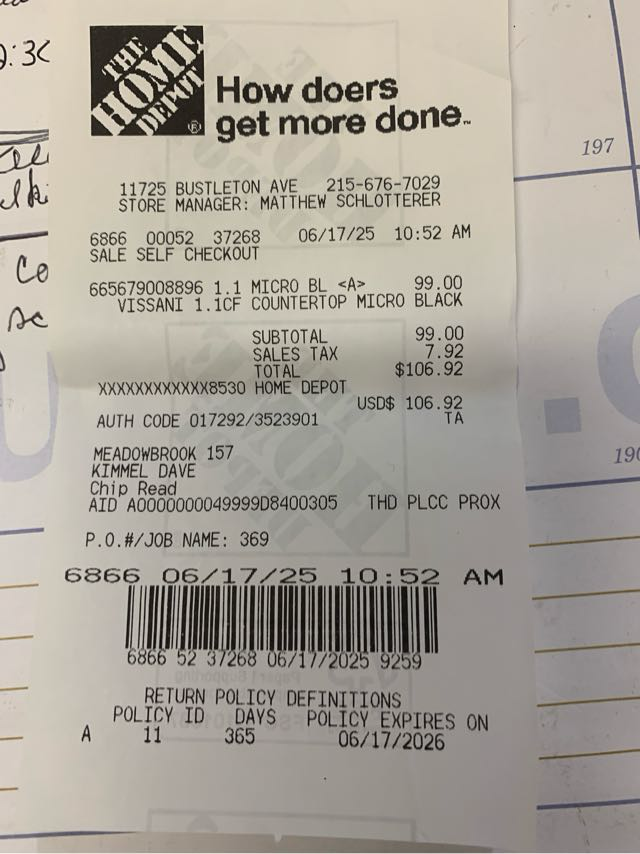 THE
HOME
DEPOT
®
How doers
get more done.™
11725 BUSTLETON AVE 215-676-7029
STORE MANAGER: MATTHEW SCHLOTTERER
6866 00052 37268 06/17/25 10:52 AM
SALE SELF CHECKOUT
665679008896 1.1 MICRO BL <A> 99.00
VISSANI 1.1CF COUNTERTOP MICRO BLACK
SUBTOTAL 99.00
SALES TAX 7.92
TOTAL $106.92
XXXXXXXXXXXX8530 HOME DEPOT
USD$ 106.92
AUTH CODE 017292/3523901 TA
MEADOWBROOK 157
KIMMEL DAVE
Chip Read
AID A0000000049999D8400305 THD PLCC PROX
P.O.#/JOB NAME: 369
6866 06/17/25 10:52 AM
6866 52 37268 06/17/2025 9259
RETURN POLICY DEFINITIONS
POLICY ID DAYS POLICY EXPIRES ON
A 11 365 06/17/2026
197